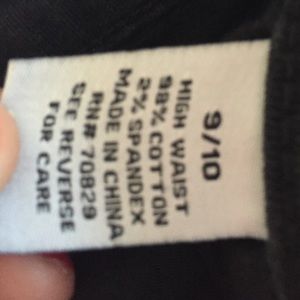 9/10
HIGH WAIST
98% COTTON
2% SPANDEX
MADE IN CHINA
RN# 70829
SEE REVERSE
FOR CARE